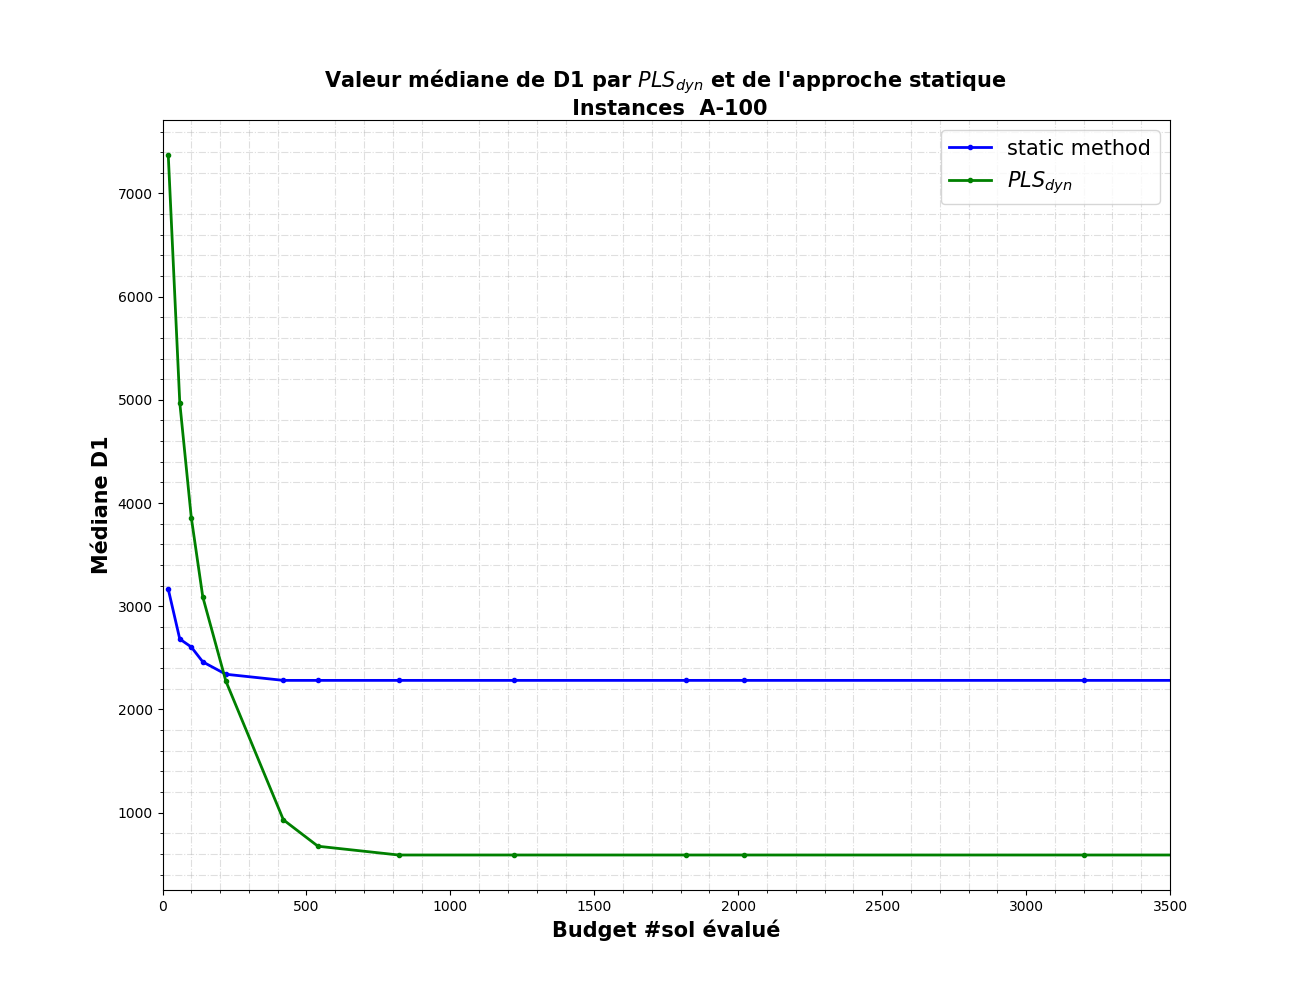 Valeur médiane de D1 par PLS_dyn et de l'approche statique
Instances A-100
static method
PLS_dyn
Médiane D1
7000
6000
5000
4000
3000
2000
1000
0 500 1000 1500 2000 2500 3000 3500
Budget #sol évalué